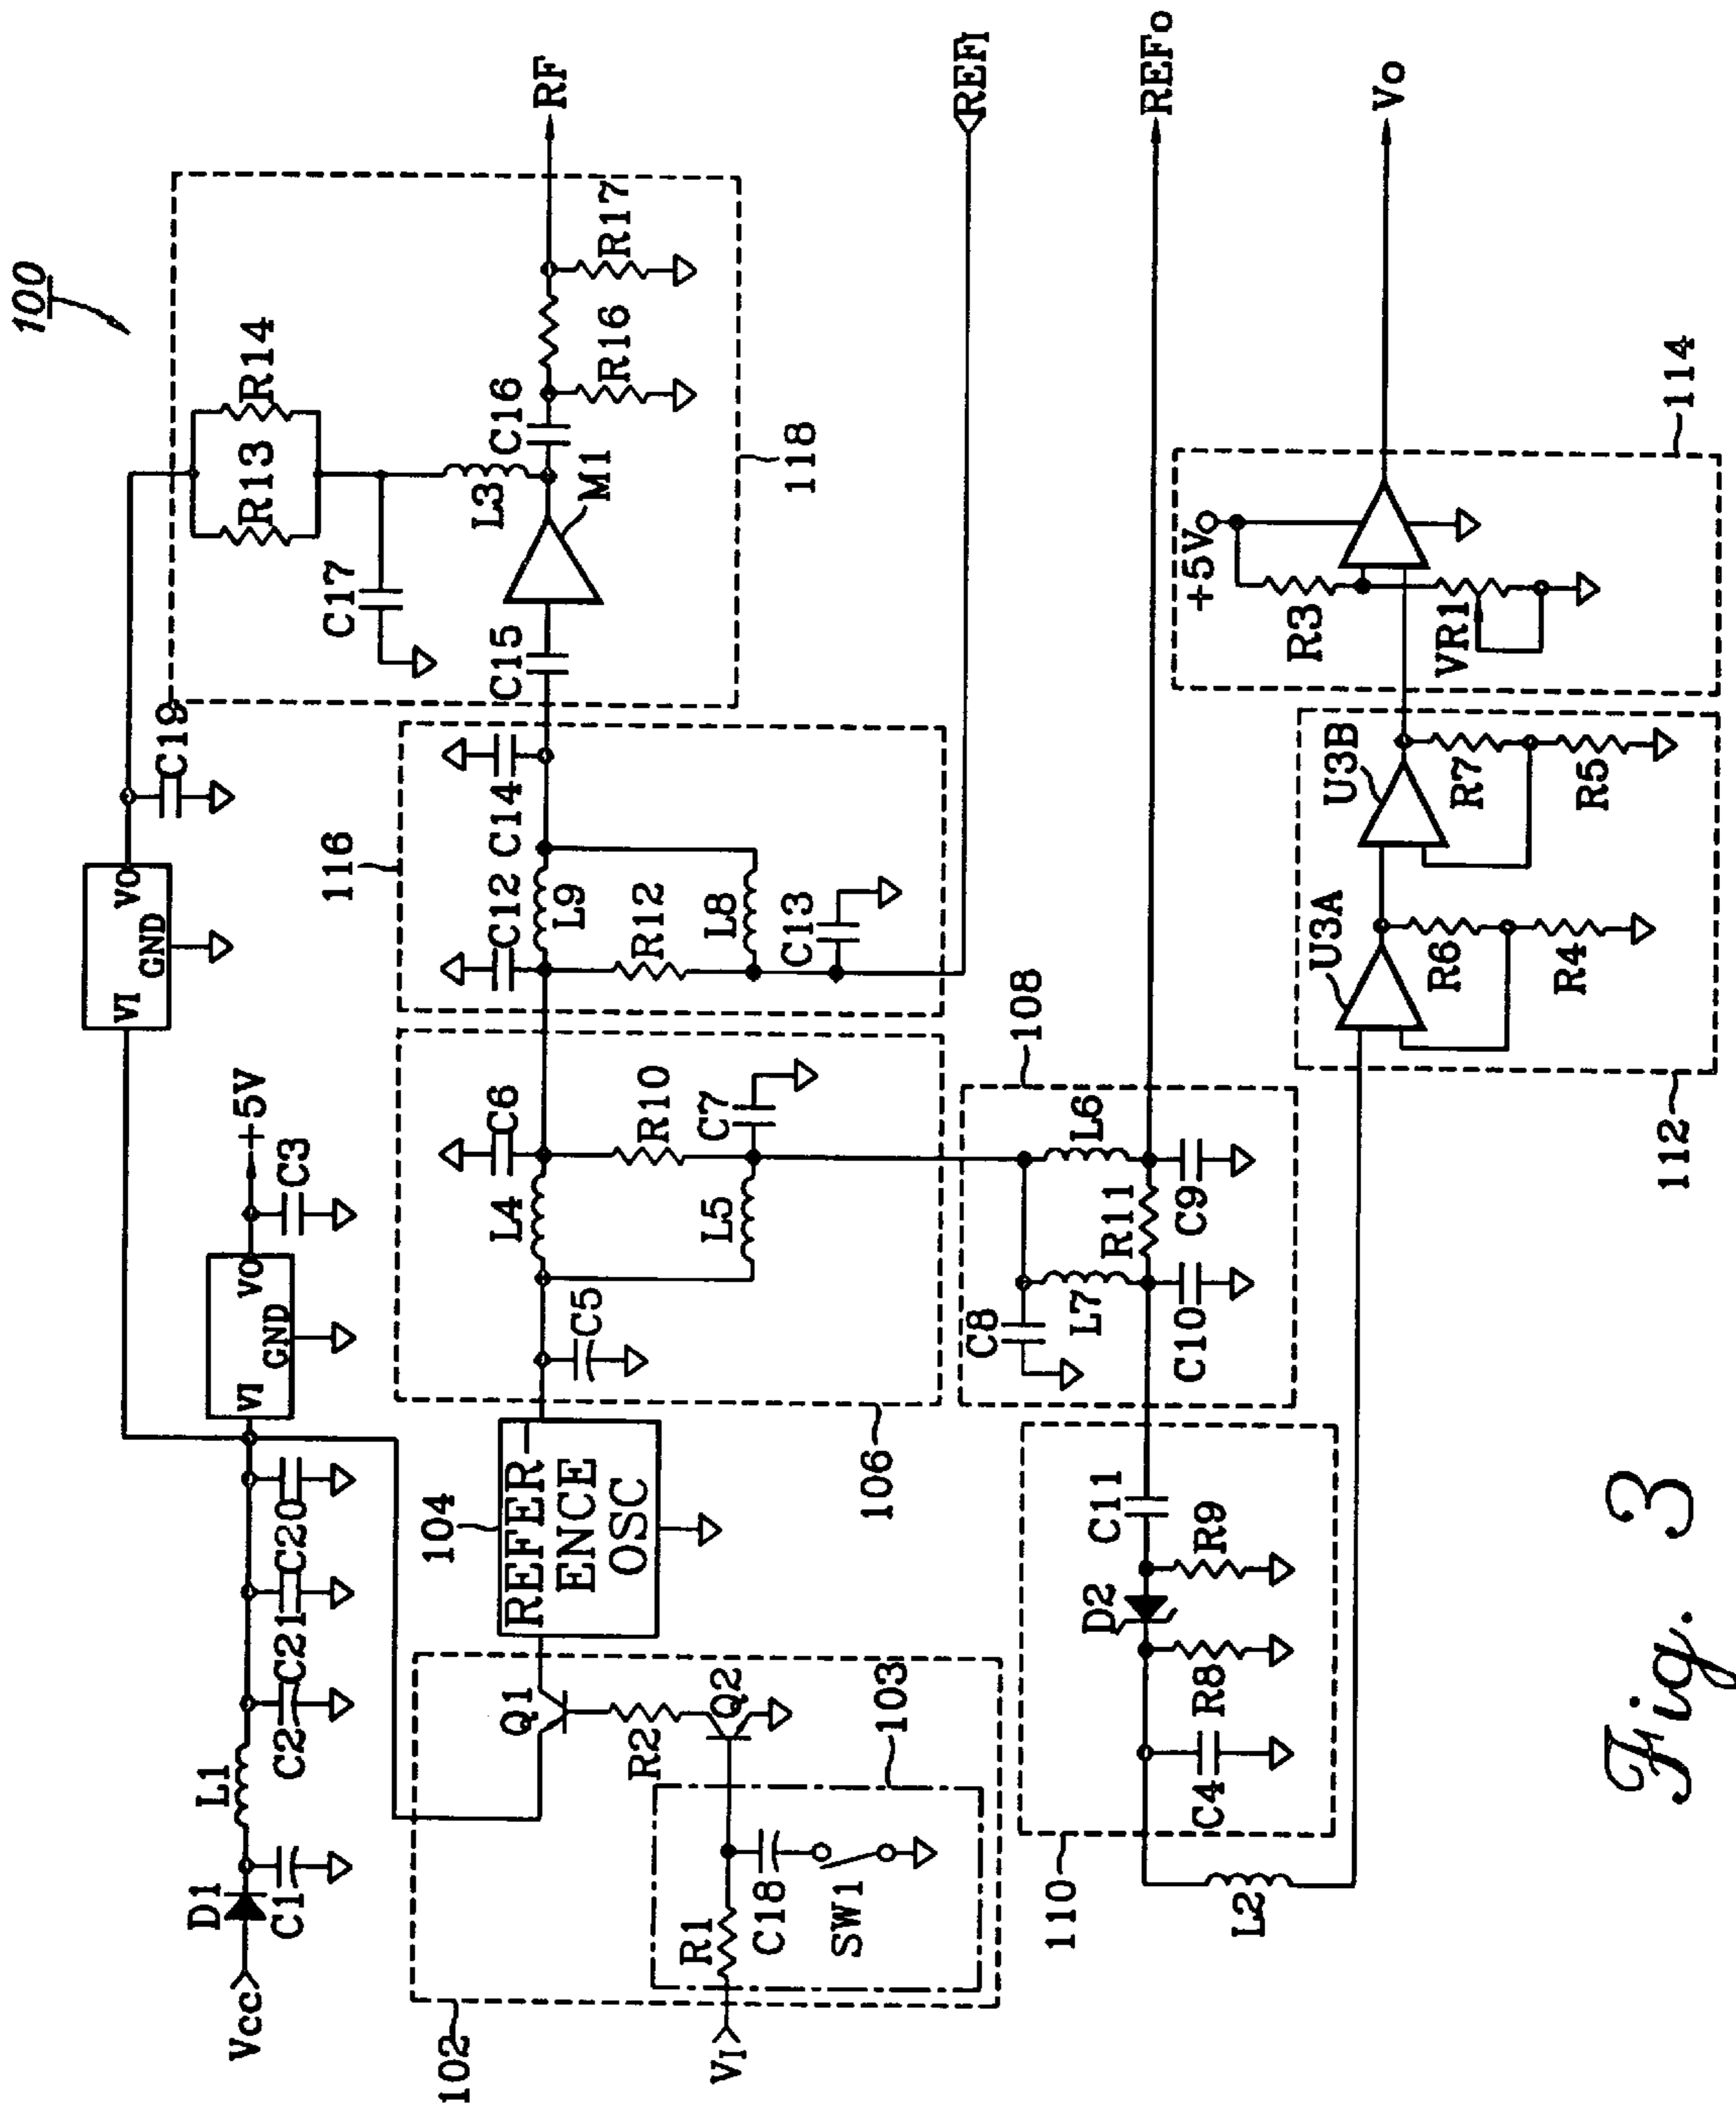 100
Vcc
D1
C1
L1
C2
C21
C20
VI
GND
VO
C3
+5V
VI
GND
VO
C19
R13
R14
C17
L3
C15
M1
C16
R16
R17
RF
118
116
C12
C14
L9
R12
L8
C13
REFI
104
REFER—
ENCE
OSC
C5
L4
C6
R10
L5
C7
106
102
Q1
R2
Q2
103
VI
R1
C18
SW1
108
C8
L7
L6
R11
C10
C9
REFo
110
D2
C11
R9
R8
C4
L2
112
U3A
R6
R4
U3B
R7
R5
114
+5V
R3
VR1
Vo
Fig. 3